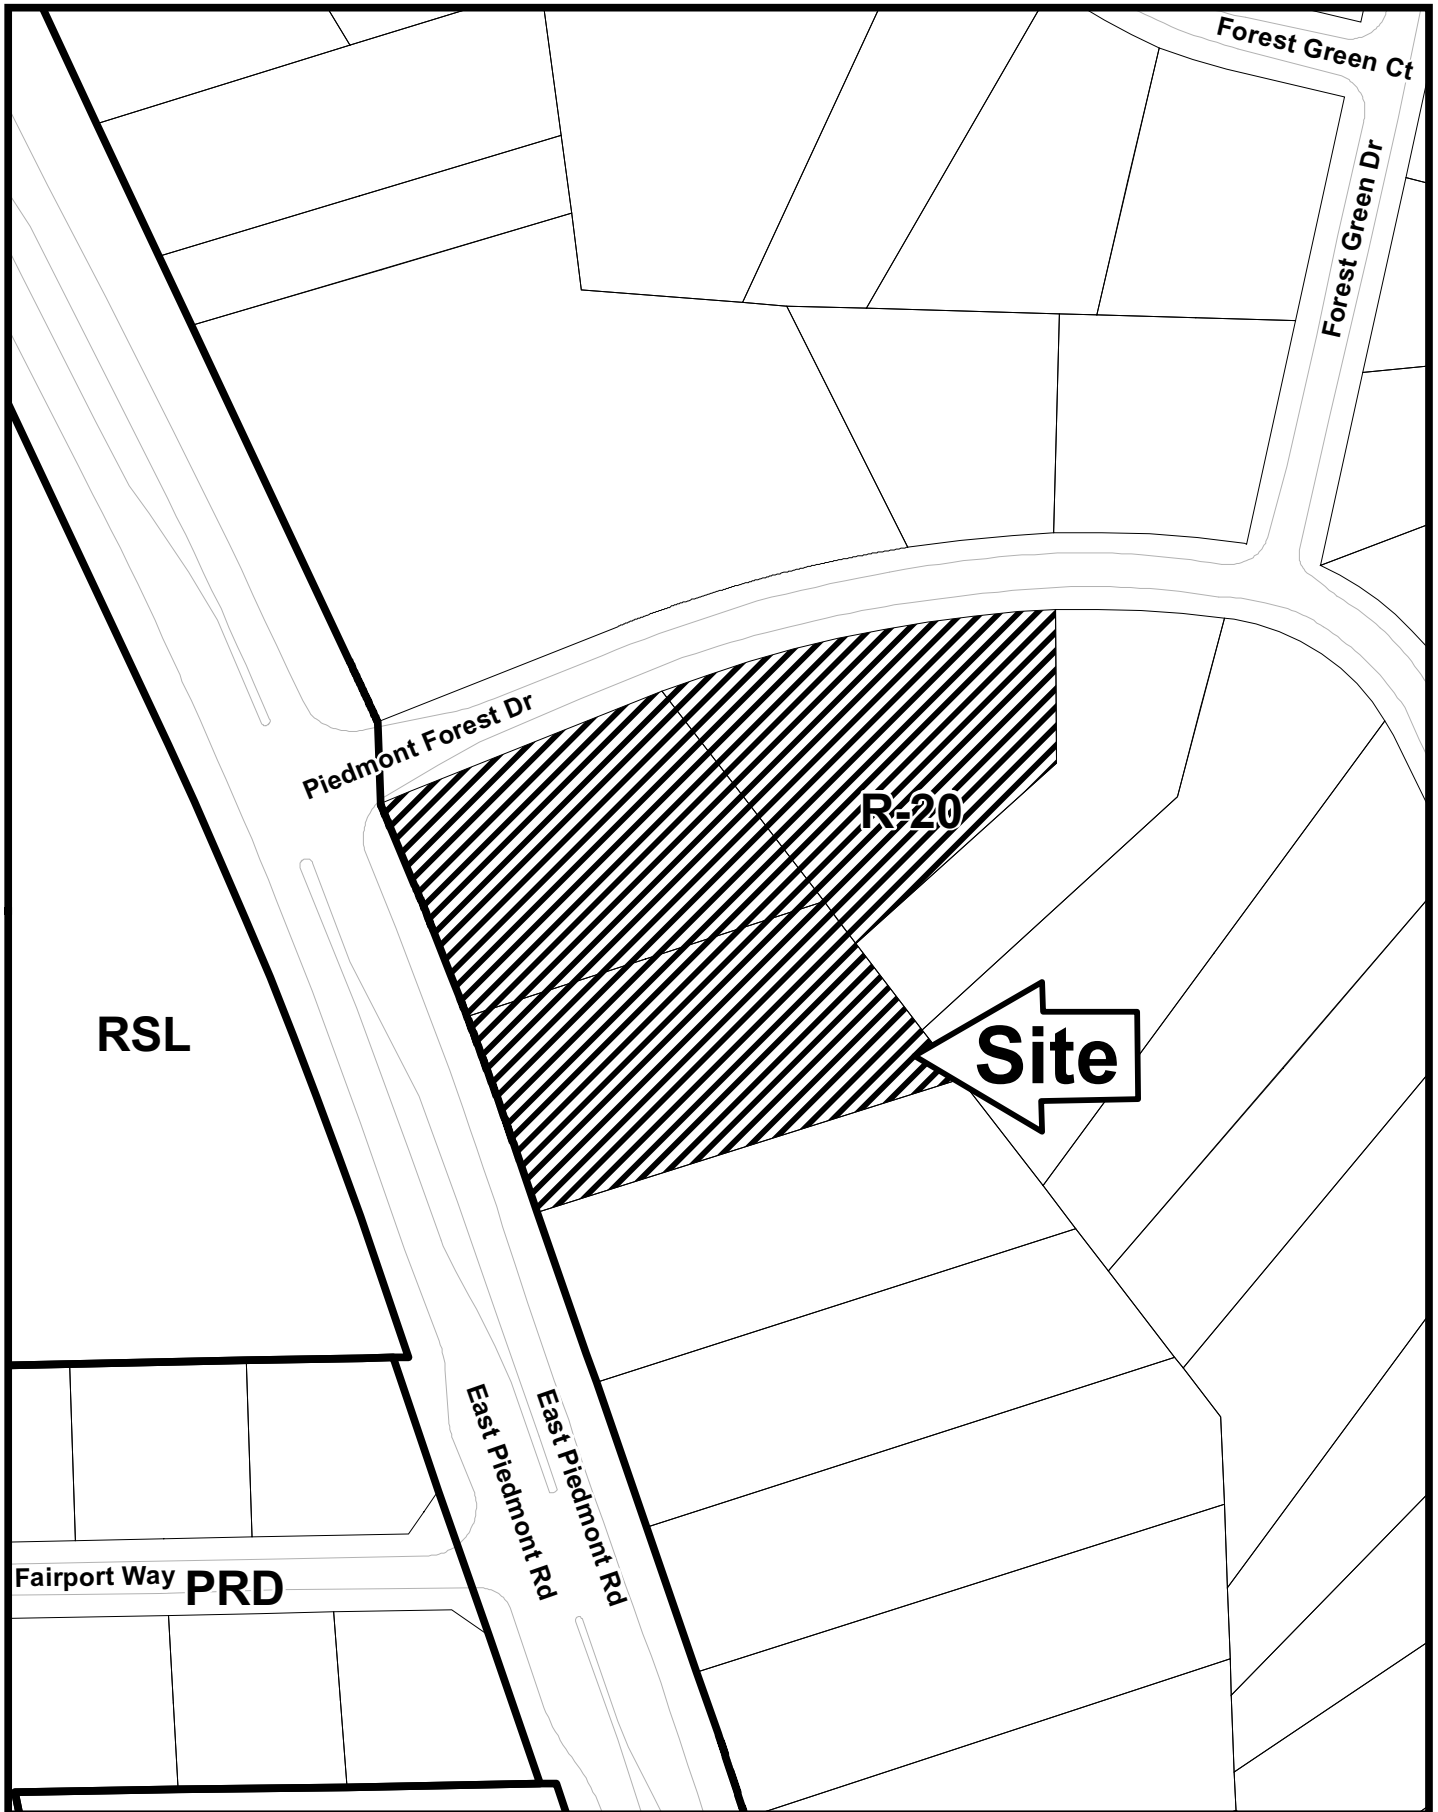 Forest Green Ct
Forest Green Dr
Piedmont Forest Dr
R-20
RSL
Site
East Piedmont Rd
East Piedmont Rd
Fairport Way
PRD